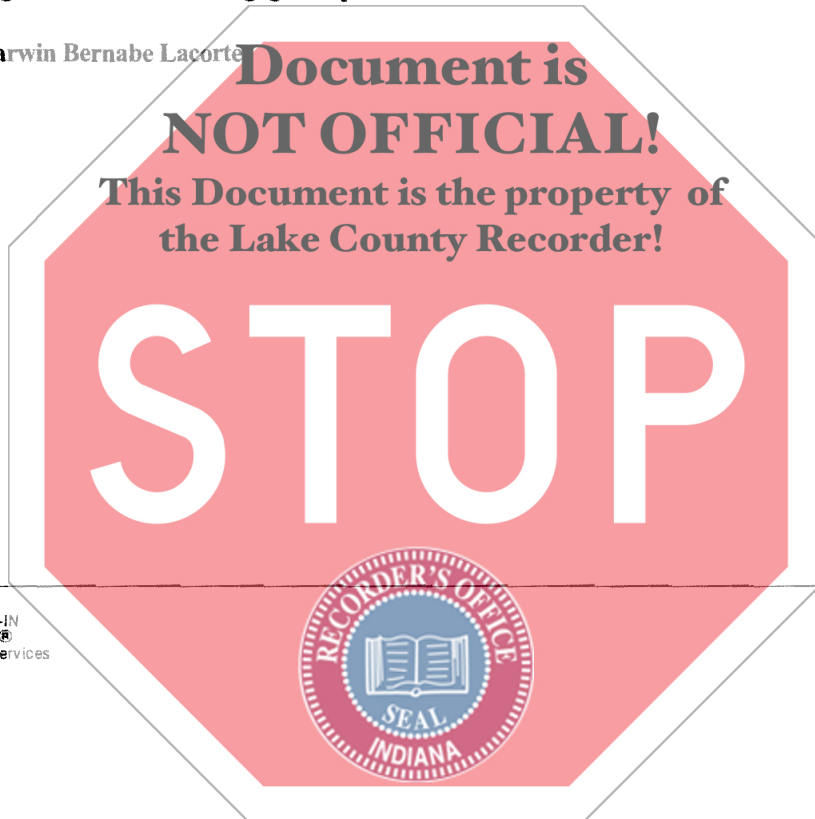 arwin Bernabe Lacorte
Document is
NOT OFFICIAL!
This Document is the property of
the Lake County Recorder!
STOP
RECORDER'S OFFICE
SEAL
INDIANA
-IN
®
ervices